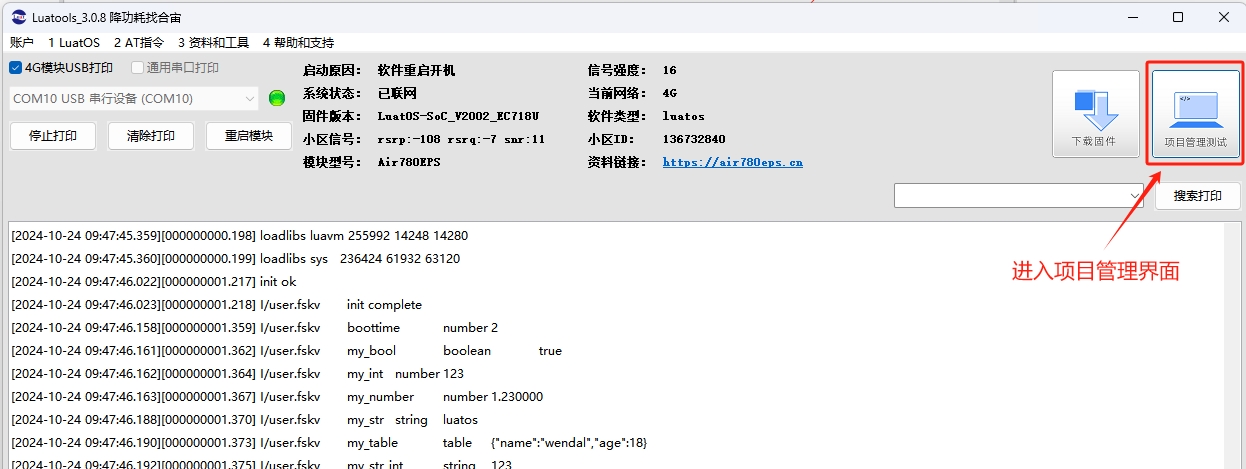 Luatools_3.0.8 降功耗找合宙
账户 1 LuatOS 2 AT指令 3 资料和工具 4 帮助和支持
4G模块USB打印 通用串口打印
COM10 USB 串行设备 (COM10)
停止打印 清除打印 重启模块
启动原因： 软件重启开机 信号强度： 16
系统状态： 已联网 当前网络： 4G
固件版本： LuatOS-SoC_V2002_EC718U 软件类型： luatos
小区信号： rsrp:-108 rsrq:-7 snr:11 小区ID： 136732840
模块型号： Air780EPS 资料链接： https://air780eps.cn
下载固件 项目管理测试
搜索打印
进入项目管理界面
[2024-10-24 09:47:45.359][000000000.198] loadlibs luavm 255992 14248 14280
[2024-10-24 09:47:45.360][000000000.199] loadlibs sys 236424 61932 63120
[2024-10-24 09:47:46.022][000000001.217] init ok
[2024-10-24 09:47:46.023][000000001.218] I/user.fskv init complete
[2024-10-24 09:47:46.158][000000001.359] boottime number 2
[2024-10-24 09:47:46.161][000000001.362] I/user.fskv my_bool boolean true
[2024-10-24 09:47:46.162][000000001.364] I/user.fskv my_int number 123
[2024-10-24 09:47:46.163][000000001.367] I/user.fskv my_number number 1.230000
[2024-10-24 09:47:46.188][000000001.370] I/user.fskv my_str string luatos
[2024-10-24 09:47:46.190][000000001.373] I/user.fskv my_table table {"name":"wendal","age":18}
[2024-10-24 09:47:46.192][000000001.375] I/user.fskv my_str_int string 123